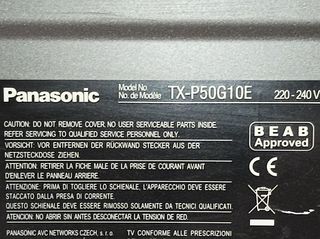 Panasonic Model No. No. de Modèle TX-P50G10E 220 - 240 V
CAUTION: DO NOT REMOVE COVER NO USER SERVICEABLE PARTS INSIDE.
REFER SERVICING TO QUALIFIED SERVICE PERSONNEL ONLY.
VORSICHT: VOR ENTFERNEN DER RÜCKWAND STECKER AUS DER
NETZSTECKDOSE ZIEHEN.
ATTENTION: RETIRER LA FICHE MALE DE LA PRISE DE COURANT AVANT
D'ENLEVER LE PANNEAU ARRIERE.
ATTENZIONE: PRIMA DI TOGLIERE LO SCHIENALE, L'APPARECCHIO DEVE ESSERE
STACCATO DALLA PRESA DI CORRENTE.
LO SCHIENALE DEVE ESSERE RIMOSSO SOLAMENTE DA TECNICI QUALIFICATI.
ATENCION: NO ABRIR SIN ANTES DESCONECTAR LA TENSION DE RED.
PANASONIC AVC NETWORKS CZECH, s.r.o. TV CONFORME ALLE PRESCRIZIONI
BEAB
Approved
CE